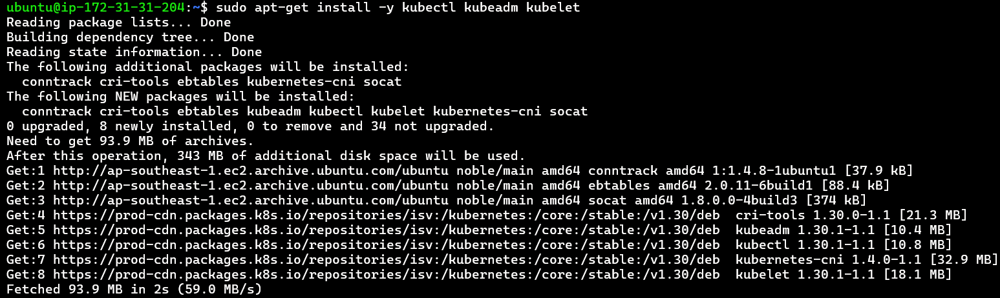 ubuntu@ip-172-31-31-204:~$ sudo apt-get install -y kubectl kubeadm kubelet
Reading package lists... Done
Building dependency tree... Done
Reading state information... Done
The following additional packages will be installed:
  conntrack cri-tools ebtables kubernetes-cni socat
The following NEW packages will be installed:
  conntrack cri-tools ebtables kubeadm kubectl kubelet kubernetes-cni socat
0 upgraded, 8 newly installed, 0 to remove and 34 not upgraded.
Need to get 93.9 MB of archives.
After this operation, 343 MB of additional disk space will be used.
Get:1 http://ap-southeast-1.ec2.archive.ubuntu.com/ubuntu noble/main amd64 conntrack amd64 1:1.4.8-1ubuntu1 [37.9 kB]
Get:2 http://ap-southeast-1.ec2.archive.ubuntu.com/ubuntu noble/main amd64 ebtables amd64 2.0.11-6build1 [88.4 kB]
Get:3 http://ap-southeast-1.ec2.archive.ubuntu.com/ubuntu noble/main amd64 socat amd64 1.8.0.0-4build3 [374 kB]
Get:4 https://prod-cdn.packages.k8s.io/repositories/isv:/kubernetes:/core:/stable:/v1.30/deb  cri-tools 1.30.0-1.1 [21.3 MB]
Get:5 https://prod-cdn.packages.k8s.io/repositories/isv:/kubernetes:/core:/stable:/v1.30/deb  kubeadm 1.30.1-1.1 [10.4 MB]
Get:6 https://prod-cdn.packages.k8s.io/repositories/isv:/kubernetes:/core:/stable:/v1.30/deb  kubectl 1.30.1-1.1 [10.8 MB]
Get:7 https://prod-cdn.packages.k8s.io/repositories/isv:/kubernetes:/core:/stable:/v1.30/deb  kubernetes-cni 1.4.0-1.1 [32.9 MB]
Get:8 https://prod-cdn.packages.k8s.io/repositories/isv:/kubernetes:/core:/stable:/v1.30/deb  kubelet 1.30.1-1.1 [18.1 MB]
Fetched 93.9 MB in 2s (59.0 MB/s)